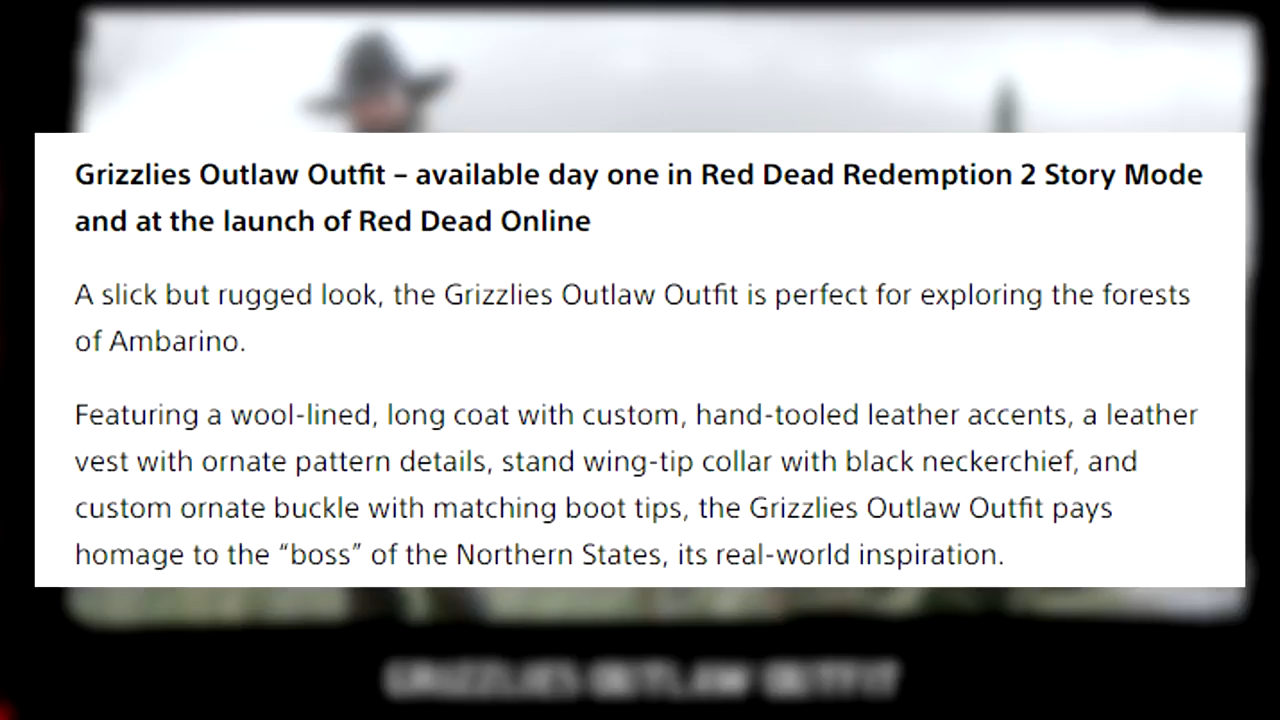 Grizzlies Outlaw Outfit – available day one in Red Dead Redemption 2 Story Mode
and at the launch of Red Dead Online
A slick but rugged look, the Grizzlies Outlaw Outfit is perfect for exploring the forests
of Ambarino.
Featuring a wool-lined, long coat with custom, hand-tooled leather accents, a leather
vest with ornate pattern details, stand wing-tip collar with black neckerchief, and
custom ornate buckle with matching boot tips, the Grizzlies Outlaw Outfit pays
homage to the “boss” of the Northern States, its real-world inspiration.
GRIZZLIES OUTLAW OUTFIT